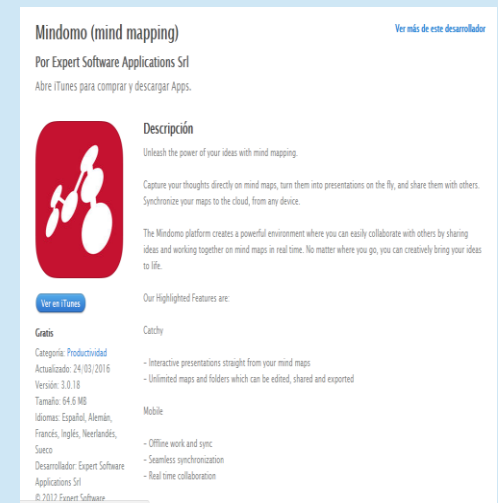 Mindomo (mind mapping)
Ver más de este desarrollador
Por Expert Software Applications Srl
Abre iTunes para comprar y descargar Apps.
Descripción
Unleash the power of your ideas with mind mapping.
Capture your thoughts directly on mind maps, turn them into presentations on the fly, and share them with others.
Synchronize your maps to the cloud, from any device.
The Mindomo platform creates a powerful environment where you can easily collaborate with others by sharing
ideas and working together on mind maps in real time. No matter where you go, you can creatively bring your ideas
to life.
Our Highlighted Features are:
Catchy
– Interactive presentations straight from your mind maps
– Unlimited maps and folders which can be edited, shared and exported
Mobile
– Offline work and sync
– Seamless synchronization
– Real time collaboration
Ver en iTunes
Gratis
Categoría: Productividad
Actualizado: 24/03/2016
Versión: 3.0.18
Tamaño: 64.6 MB
Idiomas: Español, Alemán,
Francés, Inglés, Neerlandés,
Sueco
Desarrollador: Expert Software
Applications Srl
© 2012 Expert Software